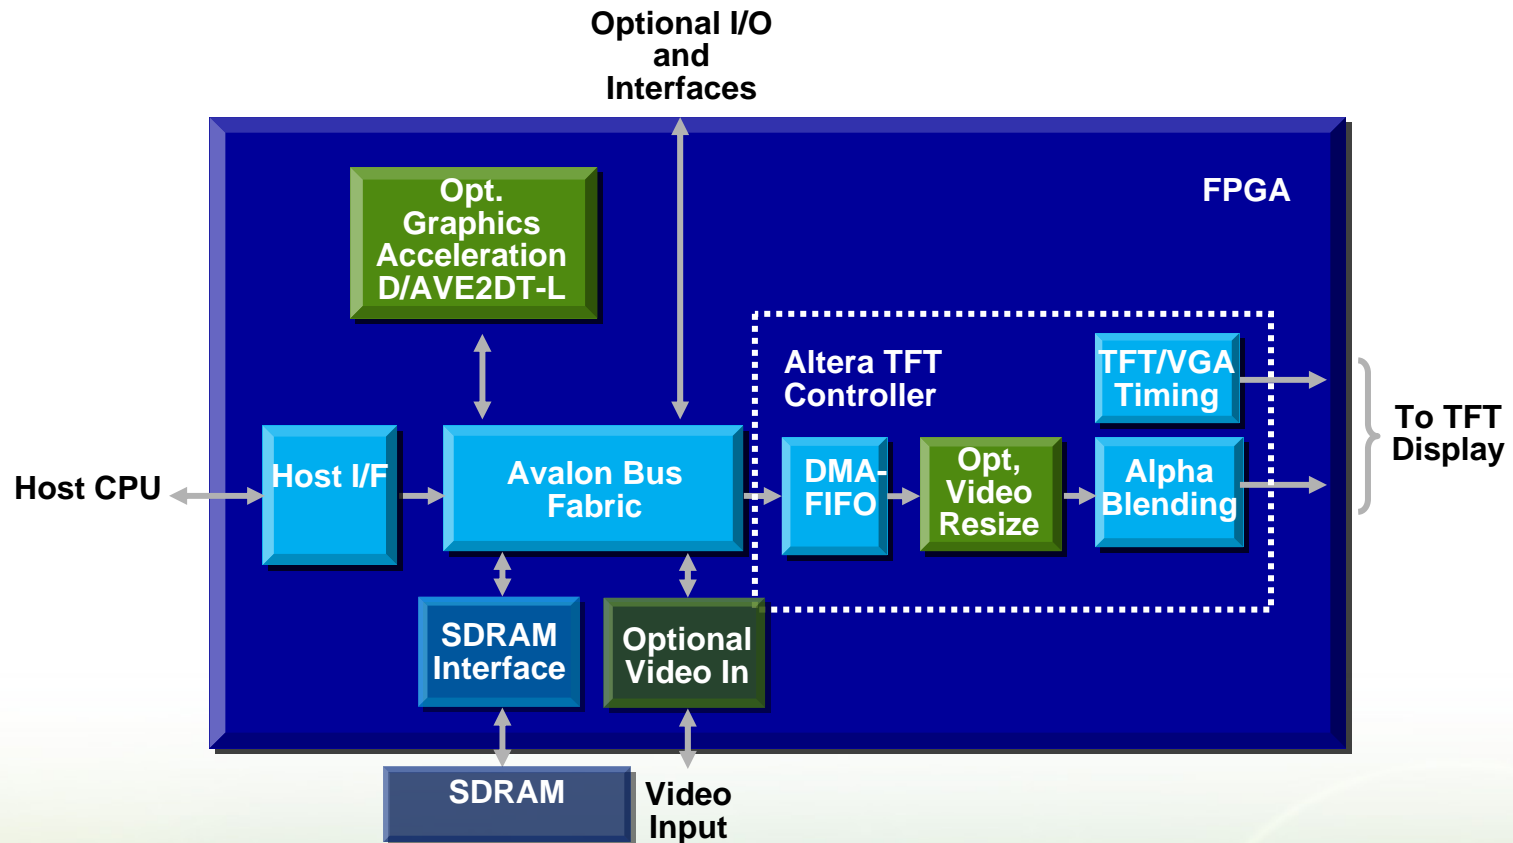 Optional I/O
and
Interfaces
FPGA
Opt.
Graphics
Acceleration
D/AVE2DT-L
Altera TFT
Controller
TFT/VGA
Timing
To TFT
Display
Host CPU
Host I/F
Avalon Bus
Fabric
DMA-
FIFO
Opt,
Video
Resize
Alpha
Blending
SDRAM
Interface
Optional
Video In
SDRAM
Video
Input